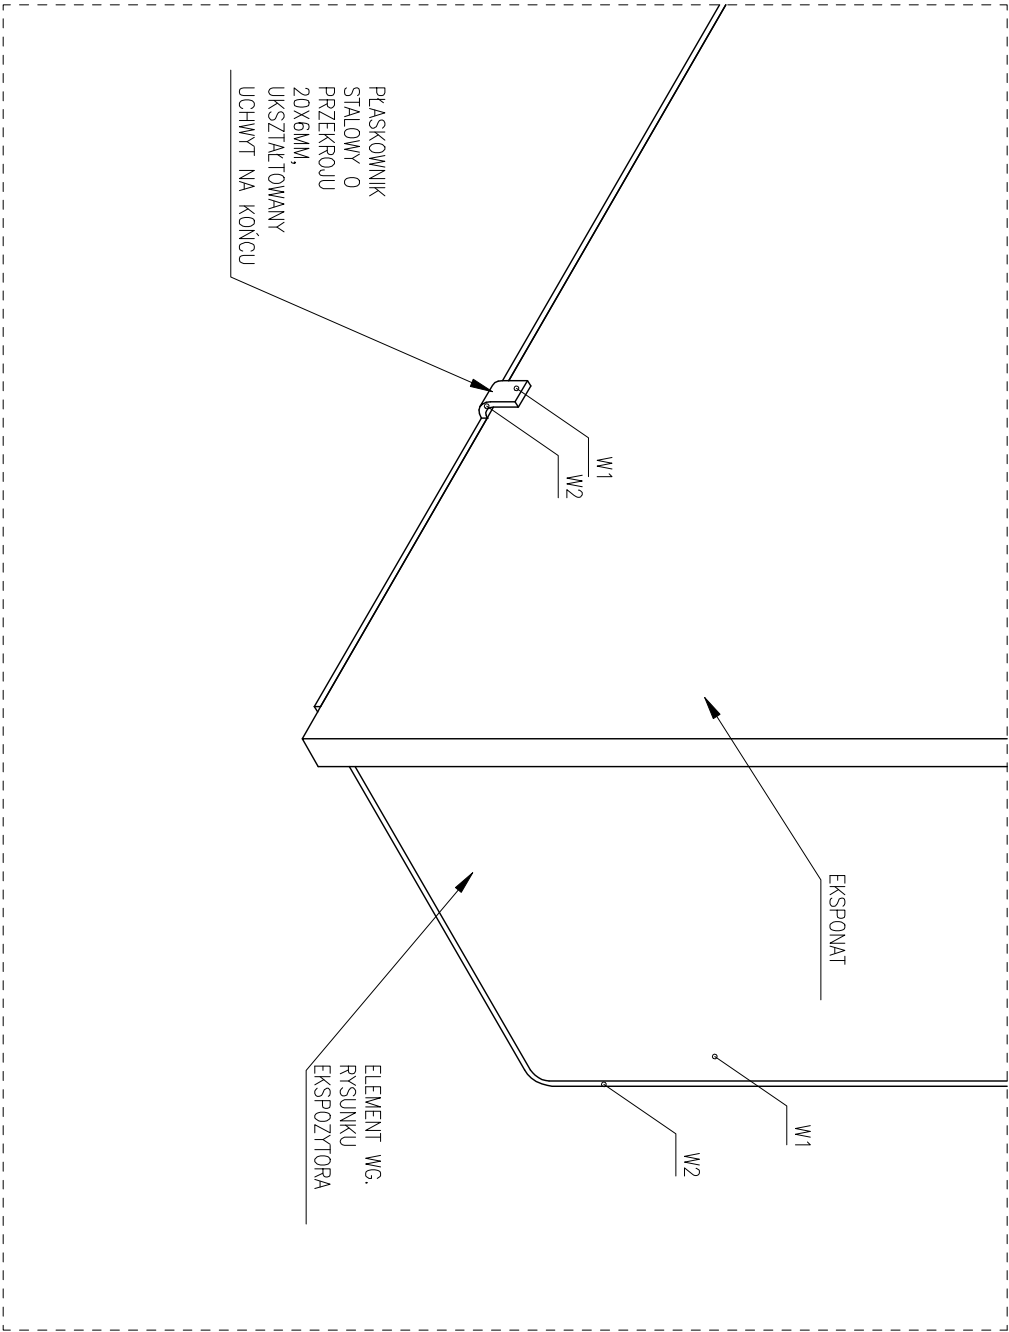 PŁASKOWNIK
STALOWY O
PRZEKROJU
20X6MM,
UKSZTAŁTOWANY
UCHWYT NA KOŃCU
W1
W2
EKSPONAT
W1
W2
ELEMENT WG.
RYSUNKU
EKSPOZYTORA